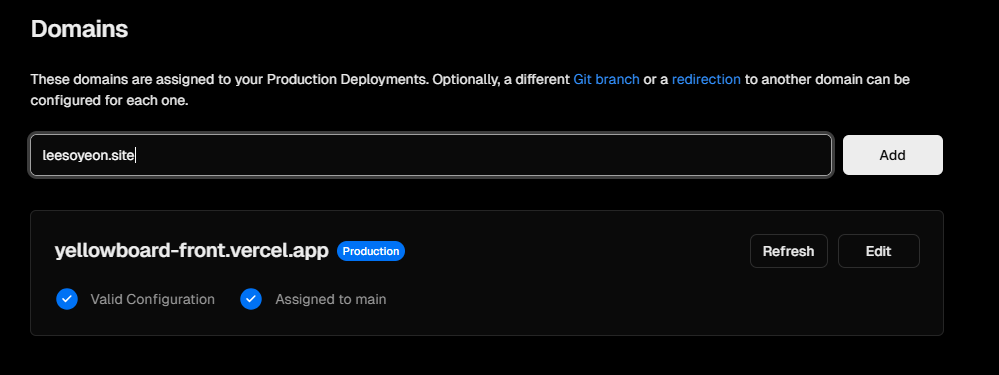 Domains
These domains are assigned to your Production Deployments. Optionally, a different Git branch or a redirection to another domain can be
configured for each one.
leesoyeon.site
Add
yellowboard-front.vercel.app Production
Refresh
Edit
Valid Configuration
Assigned to main